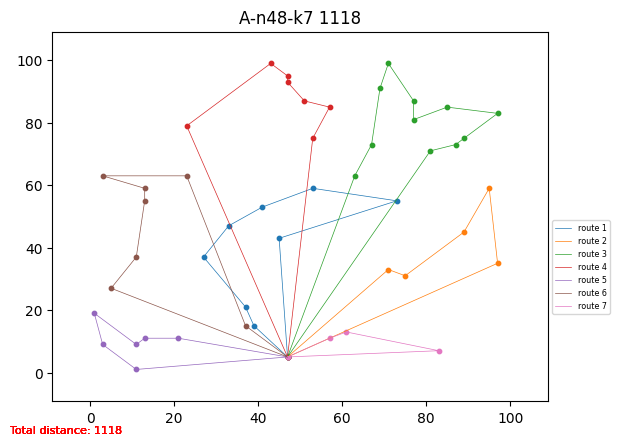 A-n48-k7 1118
100
80
60
40
20
0
0 20 40 60 80 100
route 1
route 2
route 3
route 4
route 5
route 6
route 7
Total distance: 1118